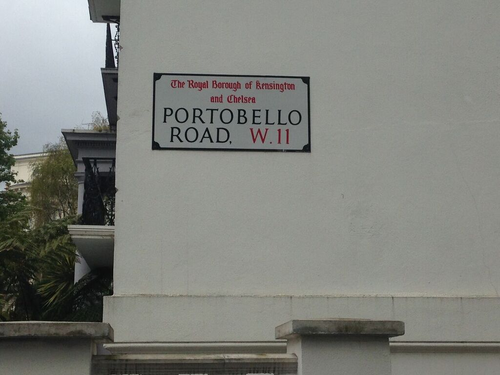 The Royal Borough of Kensington
and Chelsea
PORTOBELLO
ROAD, W.11